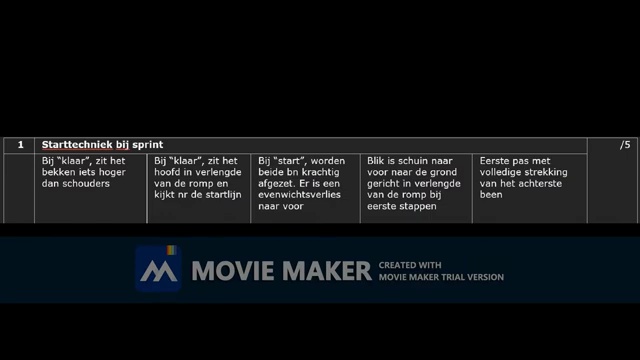 1 Starttechniek bij sprint /5
Bij “klaar”, zit het
bekken iets hoger
dan schouders
Bij “klaar”, zit het
hoofd in verlengde
van de romp en
kijkt nr de startlijn
Bij “start”, worden
beide bn krachtig
afgezet. Er is een
evenwichtsverlies
naar voor
Blik is schuin naar
voor naar de grond
gericht in verlengde
van de romp bij
eerste stappen
Eerste pas met
volledige strekking
van het achterste
been
MOVIE MAKER
CREATED WITH
MOVIE MAKER TRIAL VERSION